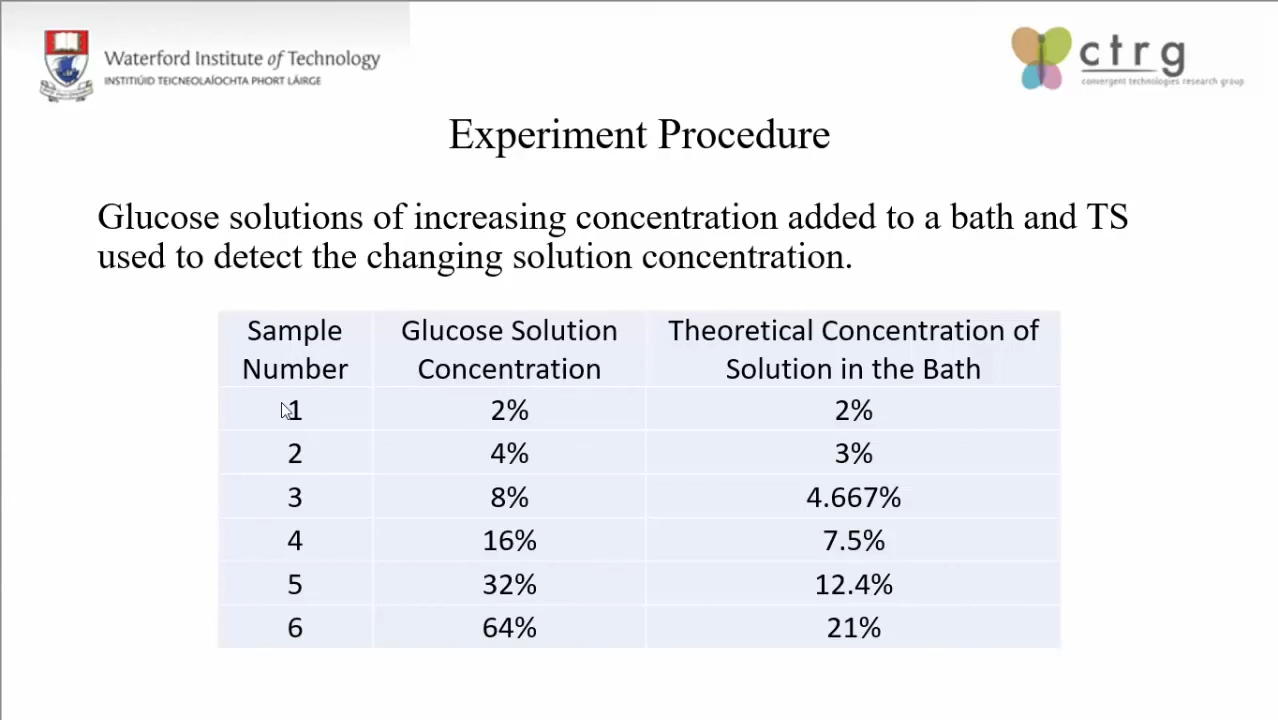 Waterford Institute of Technology
INSTITIÚID TEICNEOLAÍOCHTA PHORT LÁIRGE
ctrg
convergent technologies research group
Experiment Procedure
Glucose solutions of increasing concentration added to a bath and TS
used to detect the changing solution concentration.
Sample Number | Glucose Solution Concentration | Theoretical Concentration of Solution in the Bath
1 | 2% | 2%
2 | 4% | 3%
3 | 8% | 4.667%
4 | 16% | 7.5%
5 | 32% | 12.4%
6 | 64% | 21%